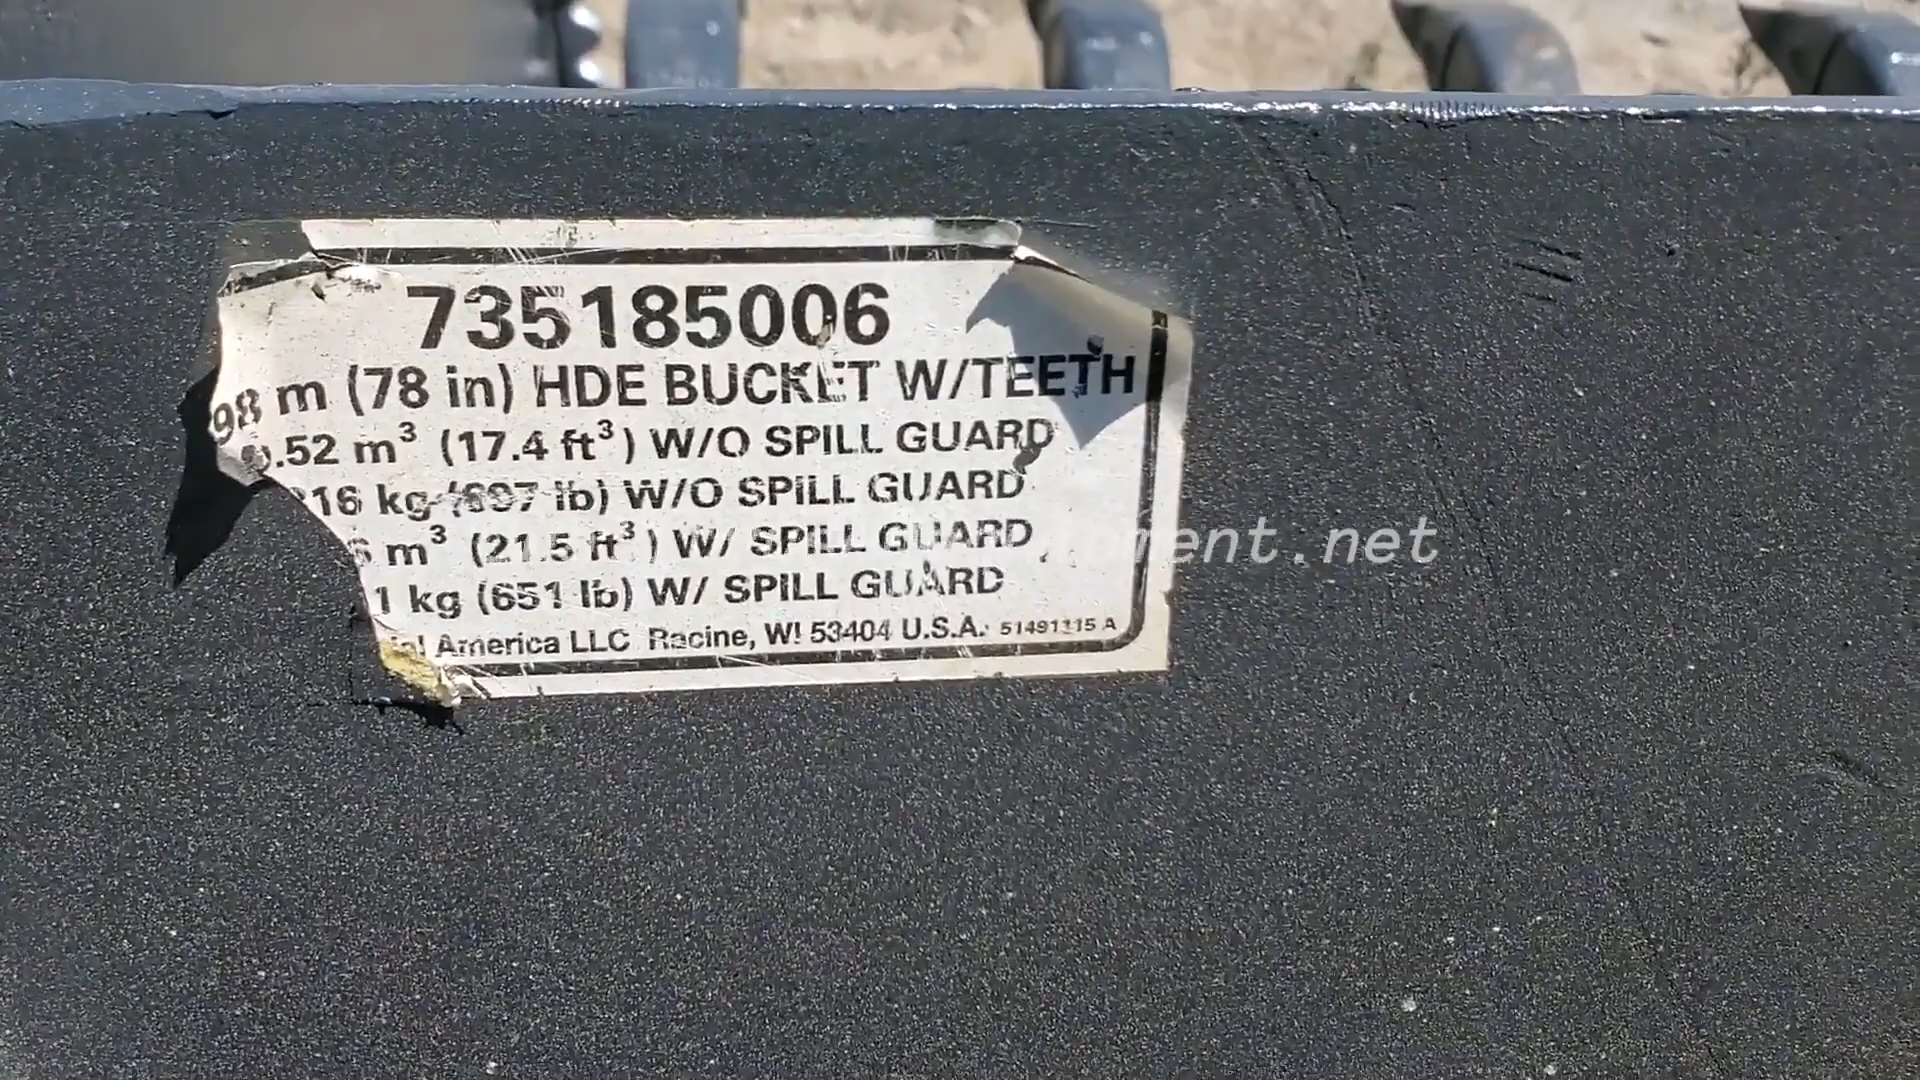 735185006
98 m (78 in) HDE BUCKET W/TEETH
.52 m³ (17.4 ft³) W/O SPILL GUARD
16 kg (697 lb) W/O SPILL GUARD
m³ (21.5 ft³) W/ SPILL GUARD
1 kg (651 lb) W/ SPILL GUARD
America LLC Racine, WI 53404 U.S.A. 51491115 A
ment.net